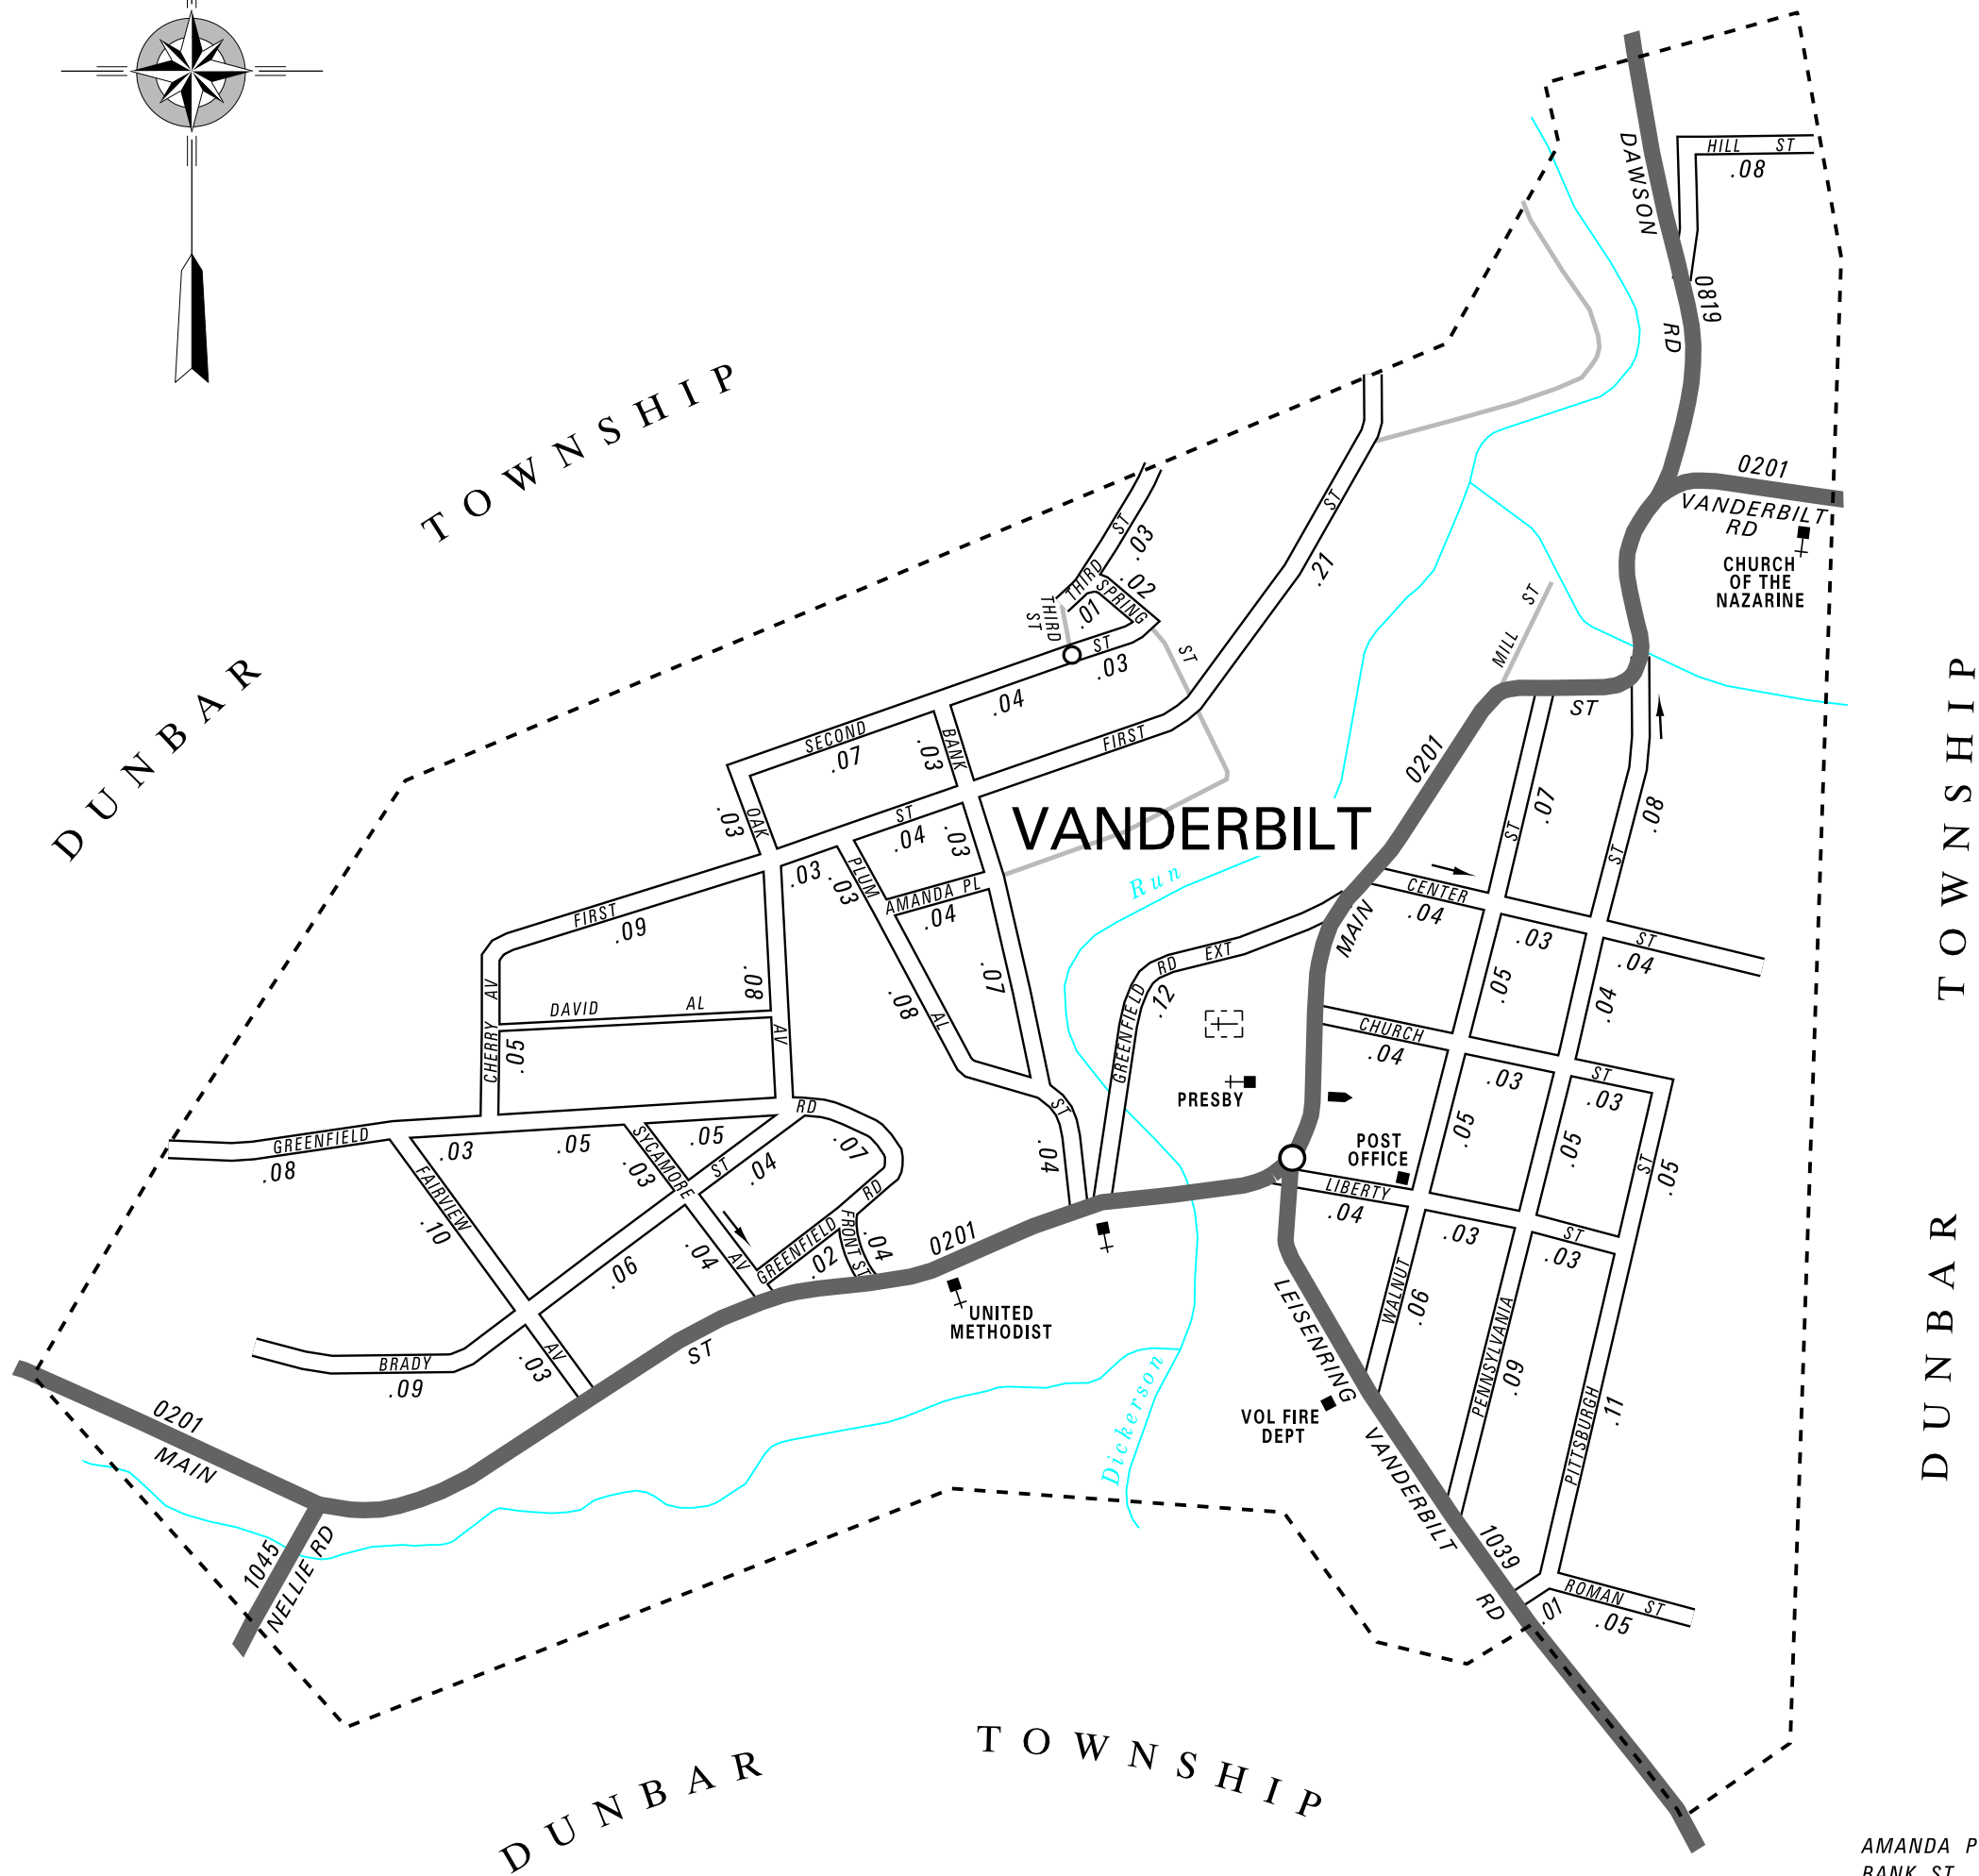 DUNBAR TOWNSHIP
DUNBAR TOWNSHIP
DUNBAR TOWNSHIP
VANDERBILT
DAWSON RD
0819
HILL ST
.08
0201
VANDERBILT
RD
CHURCH
OF THE
NAZARINE
MILL ST
THIRD ST
.03
THIRD
.01
THIRD
ST
SPRING ST
.02
SECOND ST
.07
.04
.03
FIRST ST
.09
.03
.04
FIRST ST
.21
BANK ST
.03
.03
.07
.04
OAK AV
.03
.08
PLUM AL
.03
.08
AMANDA PL
.04
CHERRY AV
.05
DAVID AL
GREENFIELD RD
.08
.03
.05
.05
.07
GREENFIELD RD
.02
FRONT ST
.04
SYCAMORE AV
.03
.04
FAIRVIEW AV
.10
.03
BRADY ST
.09
.06
.04
GREENFIELD RD EXT
.12
Dickerson Run
0201
MAIN ST
0201
MAIN ST
0201
1045
NELLIE RD
UNITED
METHODIST
PRESBY
POST
OFFICE
VOL FIRE
DEPT
CENTER ST
.04
.03
.04
CHURCH ST
.04
.03
.03
LIBERTY ST
.04
.03
.03
WALNUT ST
.07
.05
.05
.06
PENNSYLVANIA ST
.08
.04
.05
.09
PITTSBURGH ST
.05
.11
.01
ROMAN ST
.05
LEISENRING VANDERBILT RD
1039
AMANDA P
BANK ST